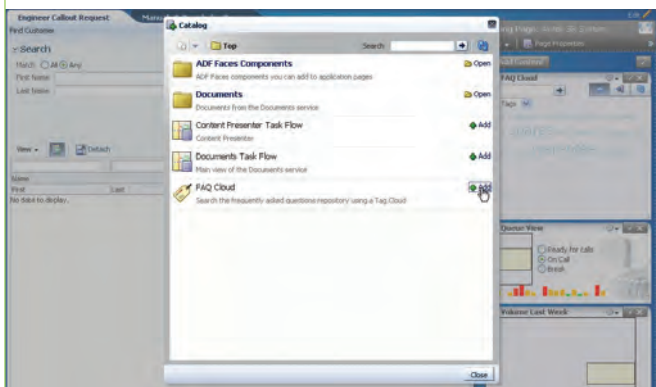 Engineer Callout Request
Edit
Find Customer
Search
Match All Any
First Name
Last Name
View
Detach
Name
First Last
No data to display.
Catalog
Top
Search
ADF Faces Components
Open
ADF Faces components you can add to application pages
Documents
Open
Documents from the Documents service
Content Presenter Task Flow
Add
Content Presenter
Documents Task Flow
Add
Main view of the Documents service
FAQ Cloud
Add
Search the frequently asked questions repository using a Tag Cloud
Close
Page Properties
Add Content
FAQ Cloud
Tags
Queue View
Ready for calls
On Call
Break
Volume Last Week